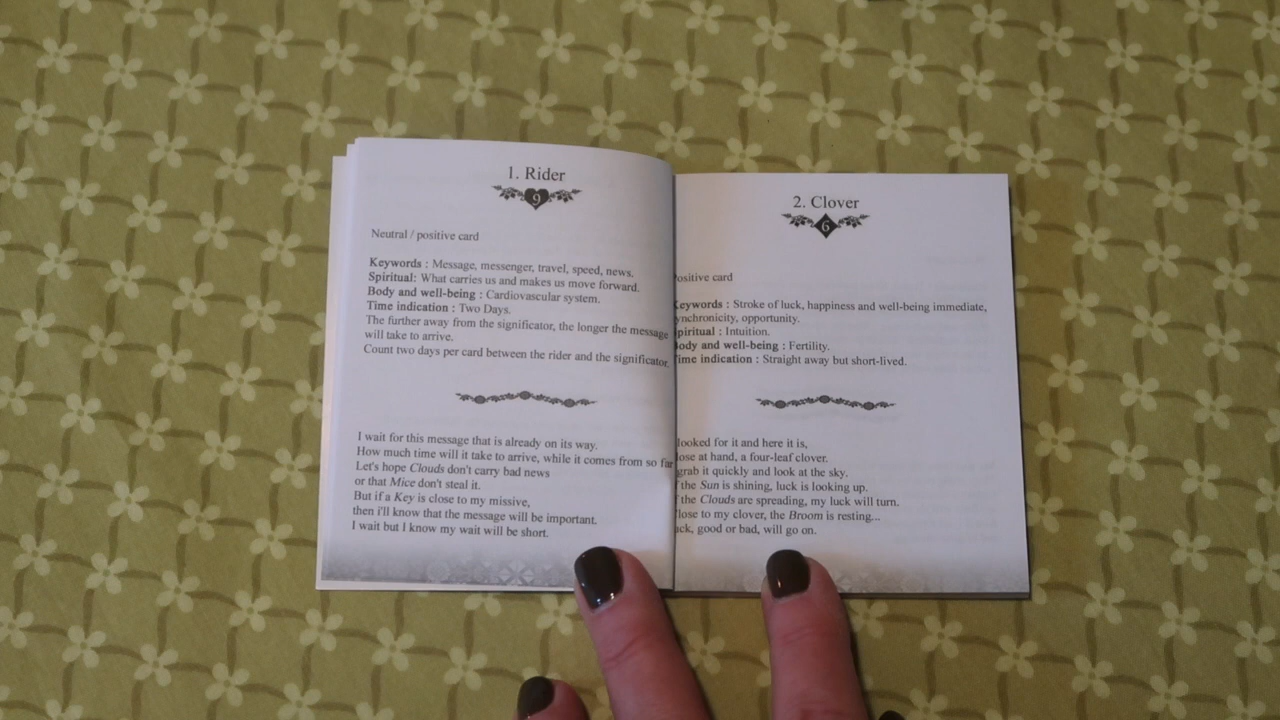 1. Rider
9
Neutral / positive card
Keywords : Message, messenger, travel, speed, news.
Spiritual: What carries us and makes us move forward.
Body and well-being : Cardiovascular system.
Time indication : Two Days.
The further away from the significator, the longer the message
will take to arrive.
Count two days per card between the rider and the significator.
I wait for this message that is already on its way.
How much time will it take to arrive, while it comes from so far
Let's hope Clouds don't carry bad news
or that Mice don't steal it.
But if a Key is close to my missive,
then i'll know that the message will be important.
I wait but I know my wait will be short.
2. Clover
6
ositive card
Keywords : Stroke of luck, happiness and well-being immediate,
ynchronicity, opportunity.
piritual : Intuition.
ody and well-being : Fertility.
ime indication : Straight away but short-lived.
looked for it and here it is,
lose at hand, a four-leaf clover.
grab it quickly and look at the sky.
f the Sun is shining, luck is looking up.
f the Clouds are spreading, my luck will turn.
lose to my clover, the Broom is resting...
uck, good or bad, will go on.